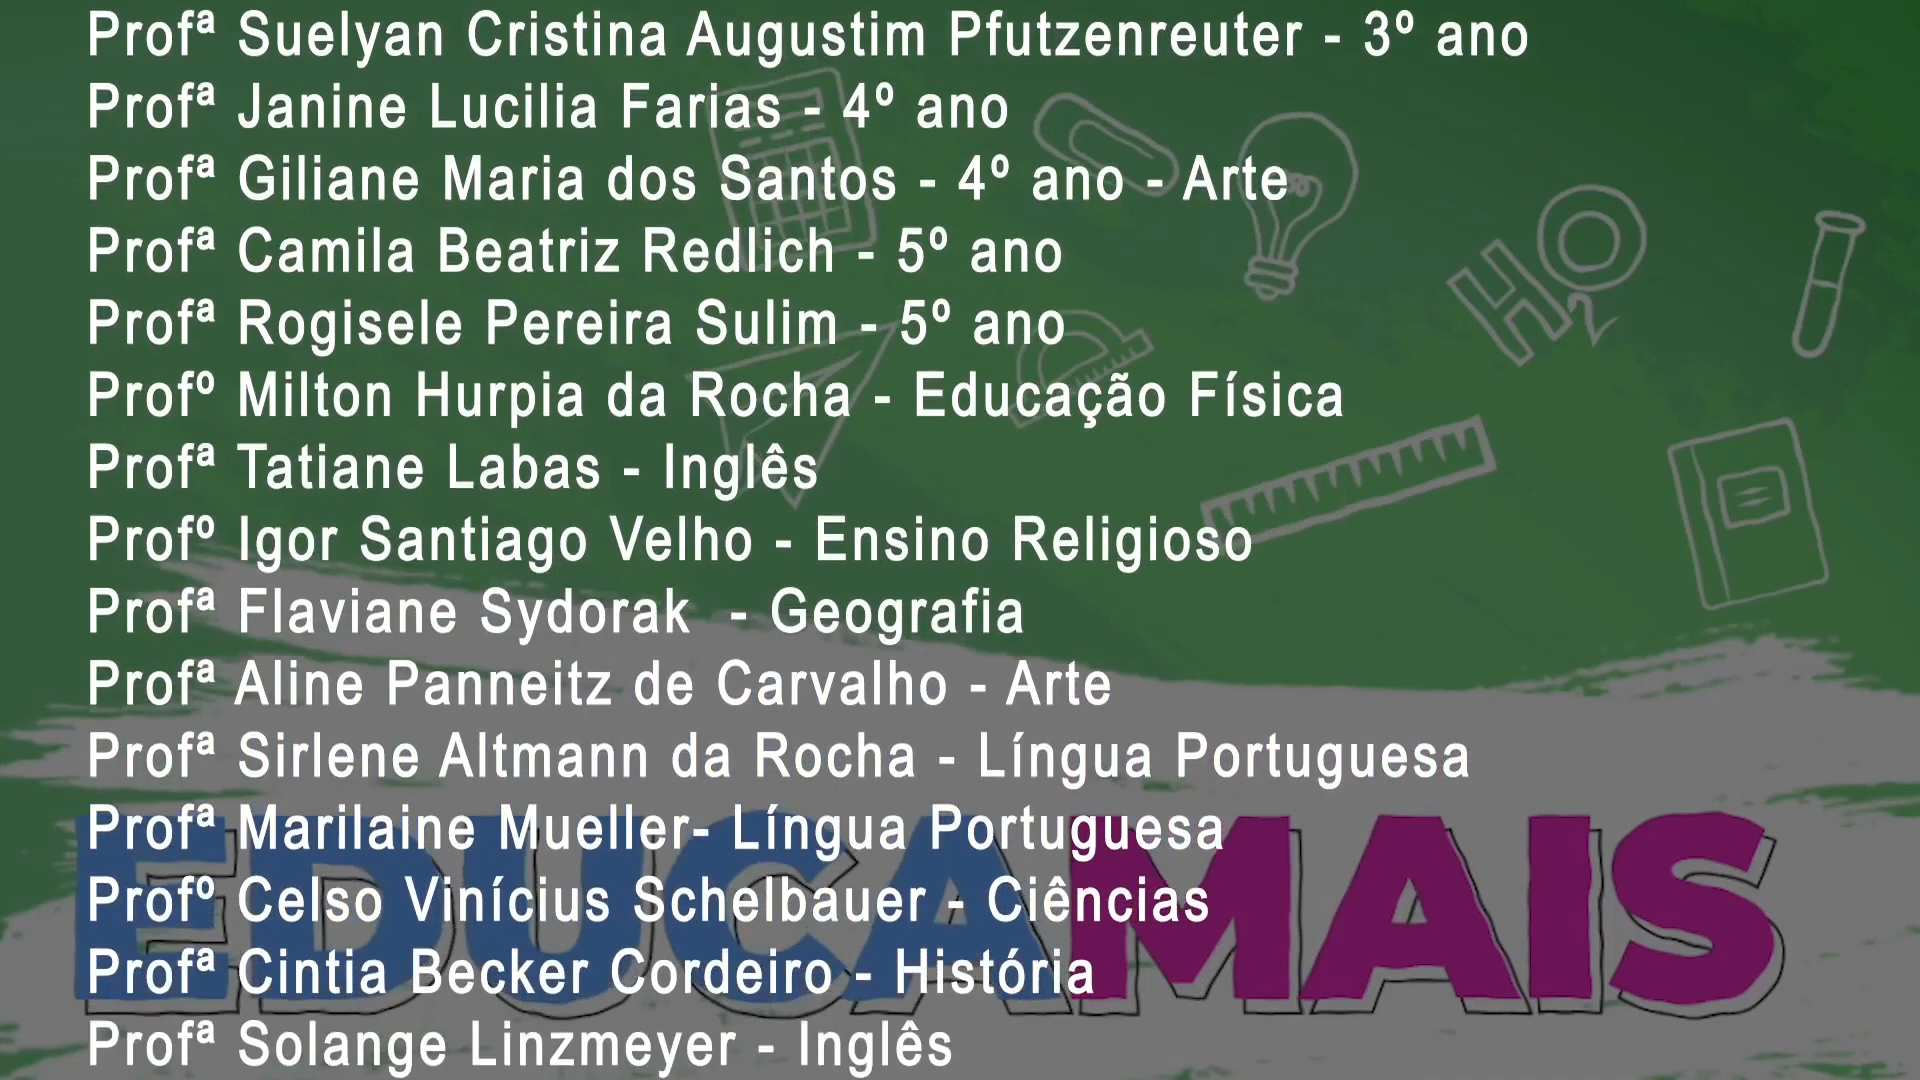 Profª Suelyan Cristina Augustim Pfutzenreuter - 3º ano
Profª Janine Lucilia Farias - 4º ano
Profª Giliane Maria dos Santos - 4º ano - Arte
Profª Camila Beatriz Redlich - 5º ano
Profª Rogisele Pereira Sulim - 5º ano
Profº Milton Hurpia da Rocha - Educação Física
Profª Tatiane Labas - Inglês
Profº Igor Santiago Velho - Ensino Religioso
Profª Flaviane Sydorak  - Geografia
Profª Aline Panneitz de Carvalho - Arte
Profª Sirlene Altmann da Rocha - Língua Portuguesa
Profª Marilaine Mueller- Língua Portuguesa
Profº Celso Vinícius Schelbauer - Ciências
Profª Cintia Becker Cordeiro - História
Profª Solange Linzmeyer - Inglês
H2O
EDUCAMAIS